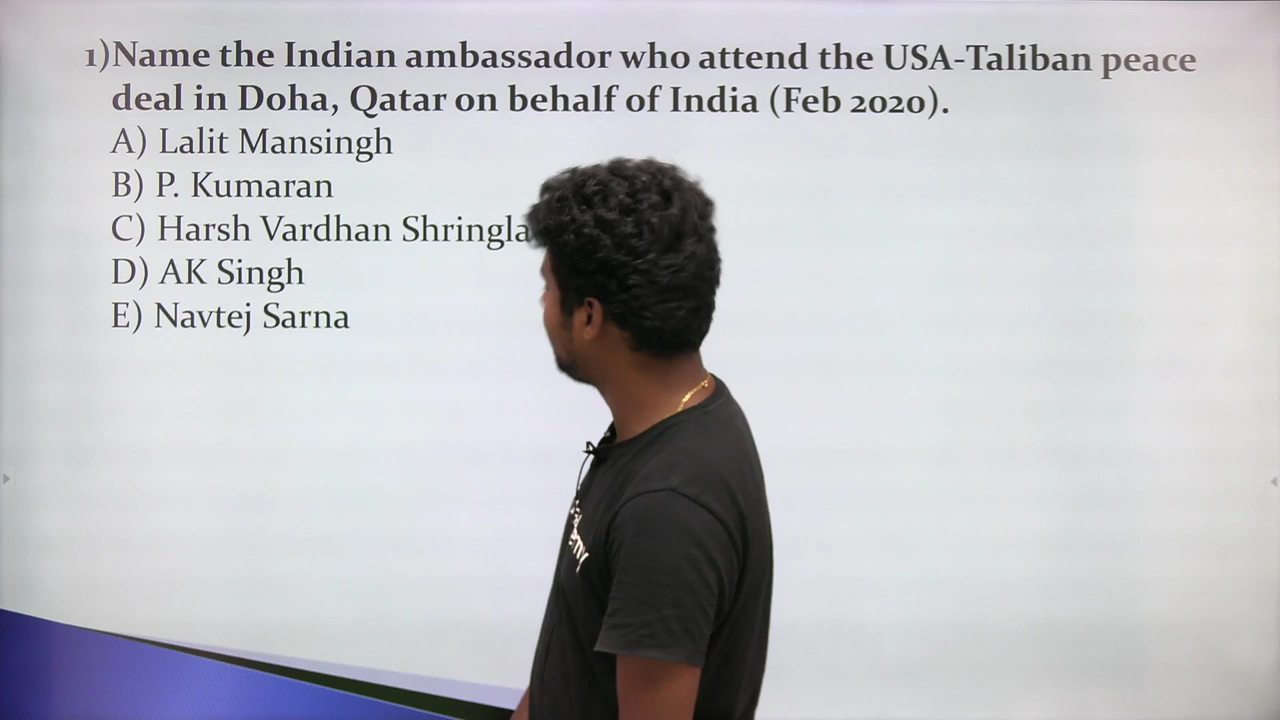 1)Name the Indian ambassador who attend the USA-Taliban peace
deal in Doha, Qatar on behalf of India (Feb 2020).
A) Lalit Mansingh
B) P. Kumaran
C) Harsh Vardhan Shringla
D) AK Singh
E) Navtej Sarna